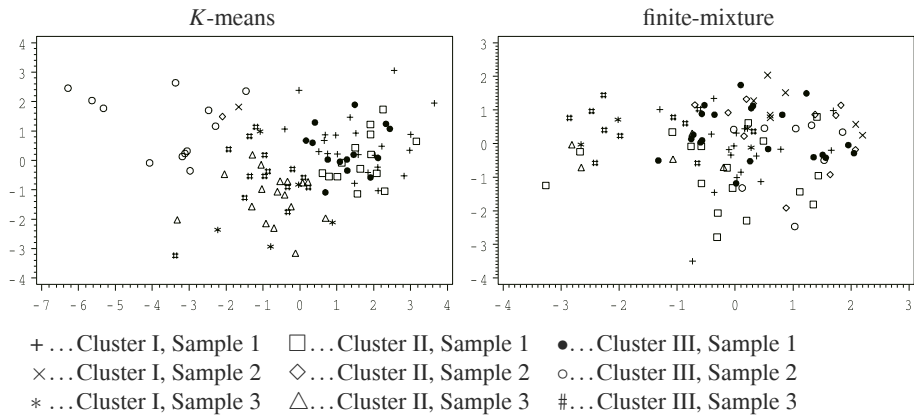 K-means finite-mixture
4
3
2
1
0
-1
-2
-3
-4
-7 -6 -5 -4 -3 -2 -1 0 1 2 3 4
3
2
1
0
-1
-2
-3
-4
-4 -3 -2 -1 0 1 2 3
+ ...Cluster I, Sample 1 □...Cluster II, Sample 1 ●...Cluster III, Sample 1
× ...Cluster I, Sample 2 ◇...Cluster II, Sample 2 ○...Cluster III, Sample 2
* ...Cluster I, Sample 3 △...Cluster II, Sample 3 # ...Cluster III, Sample 3